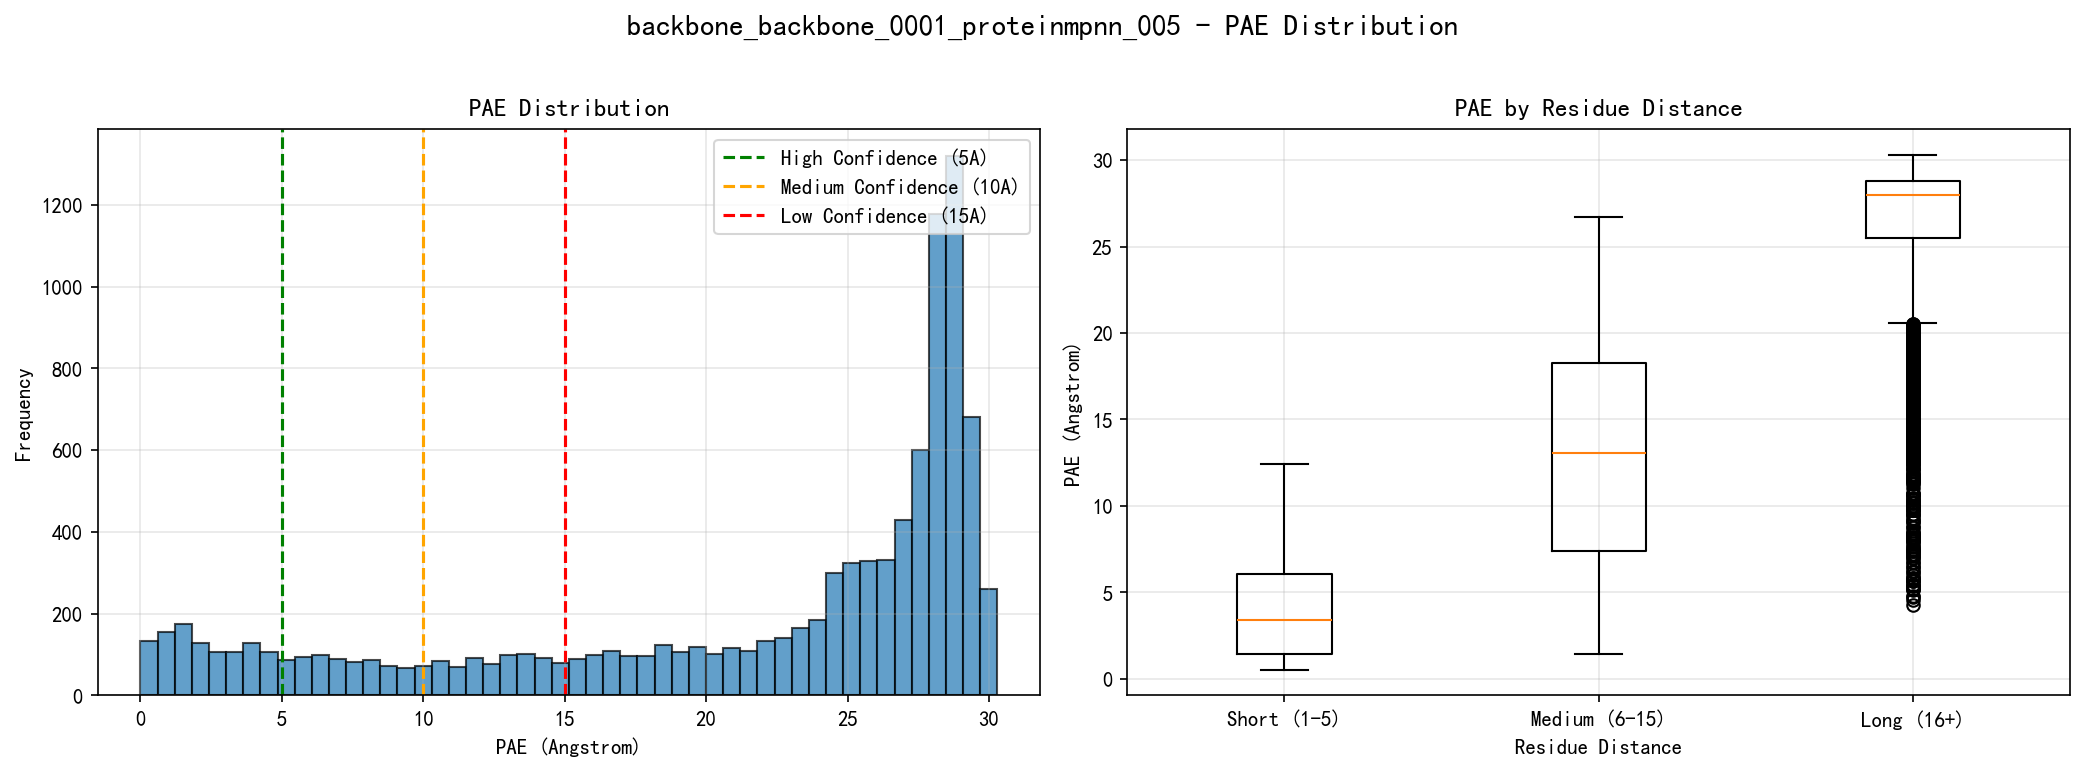 backbone_backbone_0001_proteinmpnn_005 - PAE Distribution
PAE Distribution
High Confidence (5A)
Medium Confidence (10A)
Low Confidence (15A)
Frequency
0
200
400
600
800
1000
1200
0
5
10
15
20
25
30
PAE (Angstrom)
PAE by Residue Distance
PAE (Angstrom)
0
5
10
15
20
25
30
Short (1-5)
Medium (6-15)
Long (16+)
Residue Distance